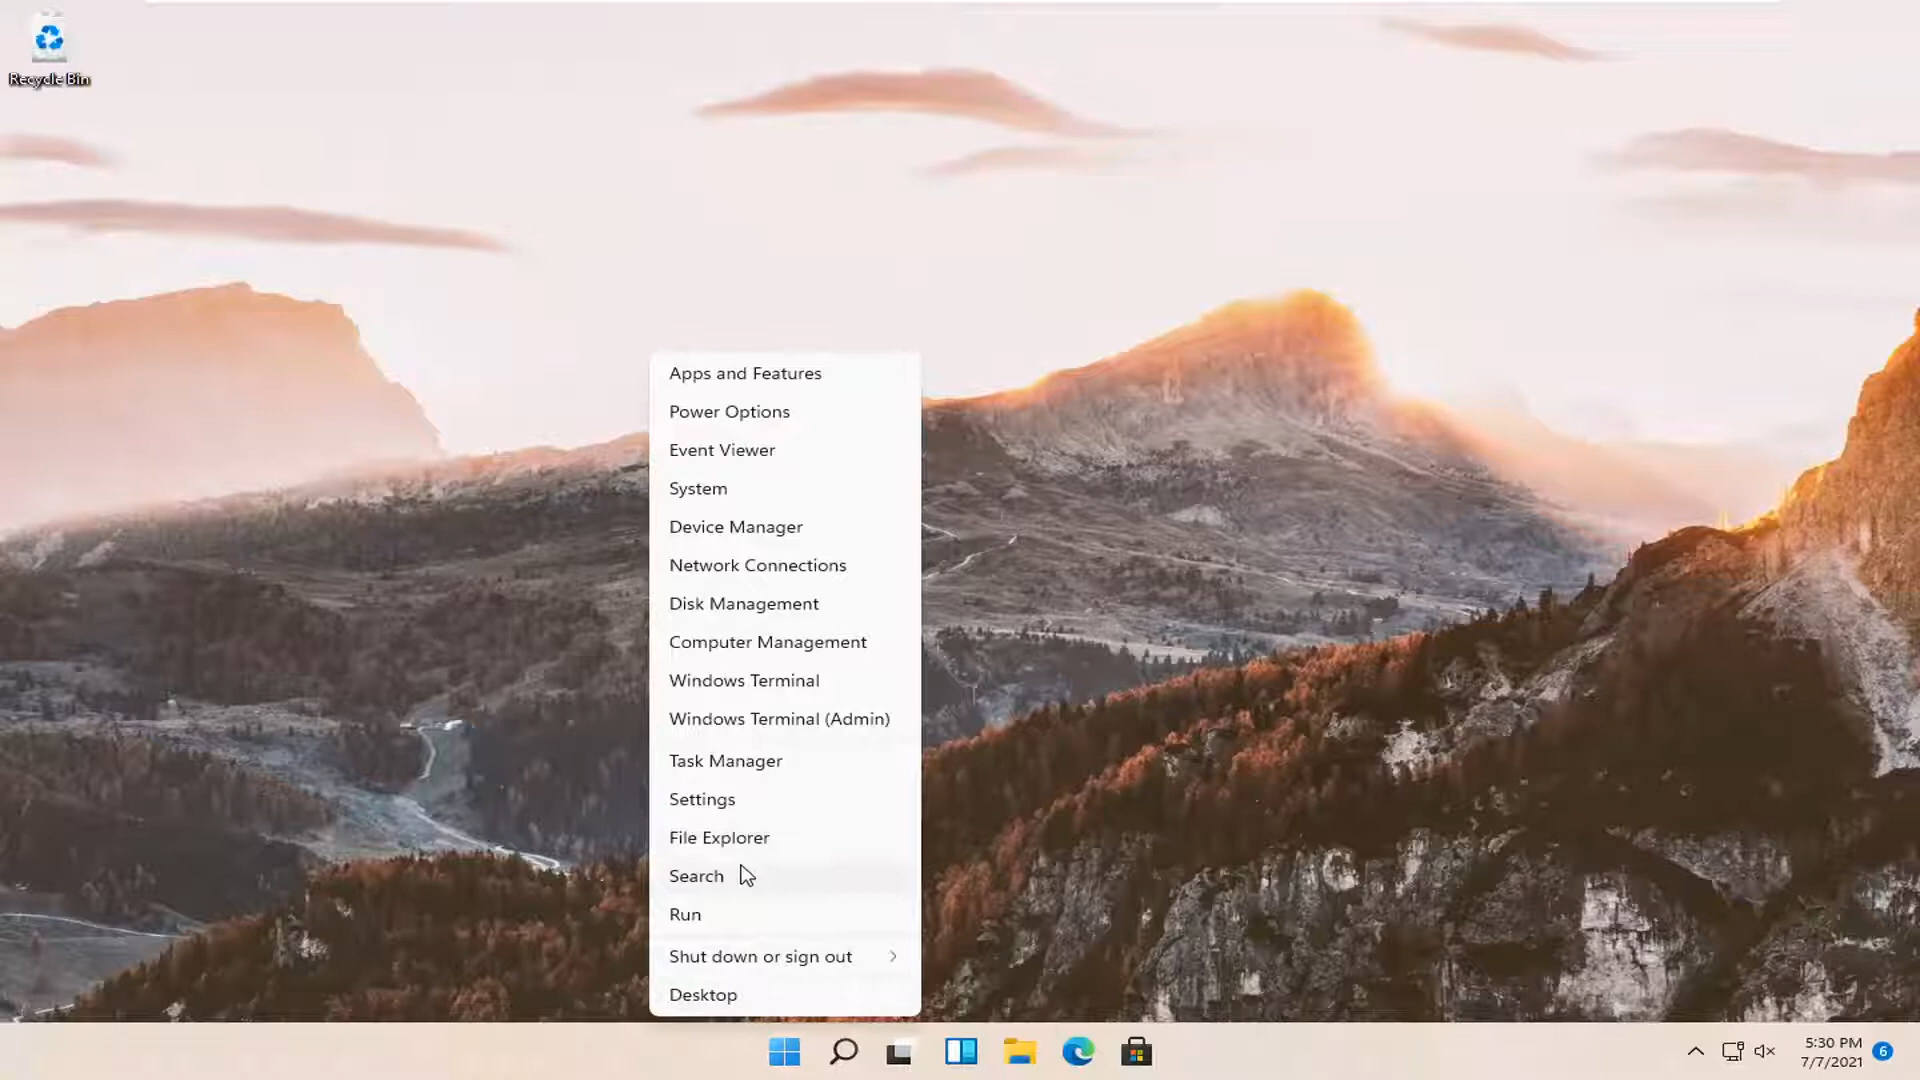 Recycle Bin
Apps and Features
Power Options
Event Viewer
System
Device Manager
Network Connections
Disk Management
Computer Management
Windows Terminal
Windows Terminal (Admin)
Task Manager
Settings
File Explorer
Search
Run
Shut down or sign out
Desktop
5:30 PM
7/7/2021
6